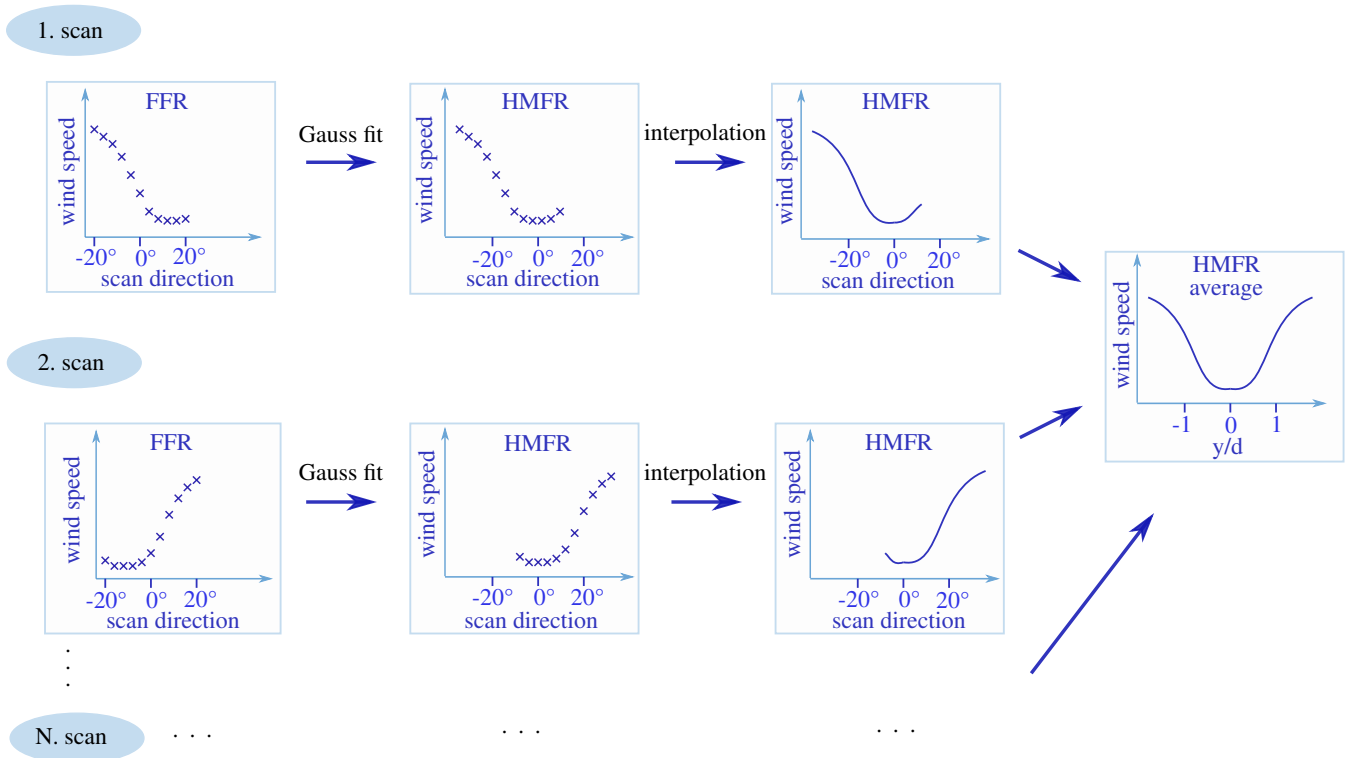 1. scan
FFR
wind speed
-20° 0° 20°
scan direction
Gauss fit
HMFR
wind speed
-20° 0° 20°
scan direction
interpolation
HMFR
wind speed
-20° 0° 20°
scan direction
HMFR
average
wind speed
-1 0 1
y/d
2. scan
FFR
wind speed
-20° 0° 20°
scan direction
Gauss fit
HMFR
wind speed
-20° 0° 20°
scan direction
interpolation
HMFR
wind speed
-20° 0° 20°
scan direction
N. scan
. . .
. . .
. . .